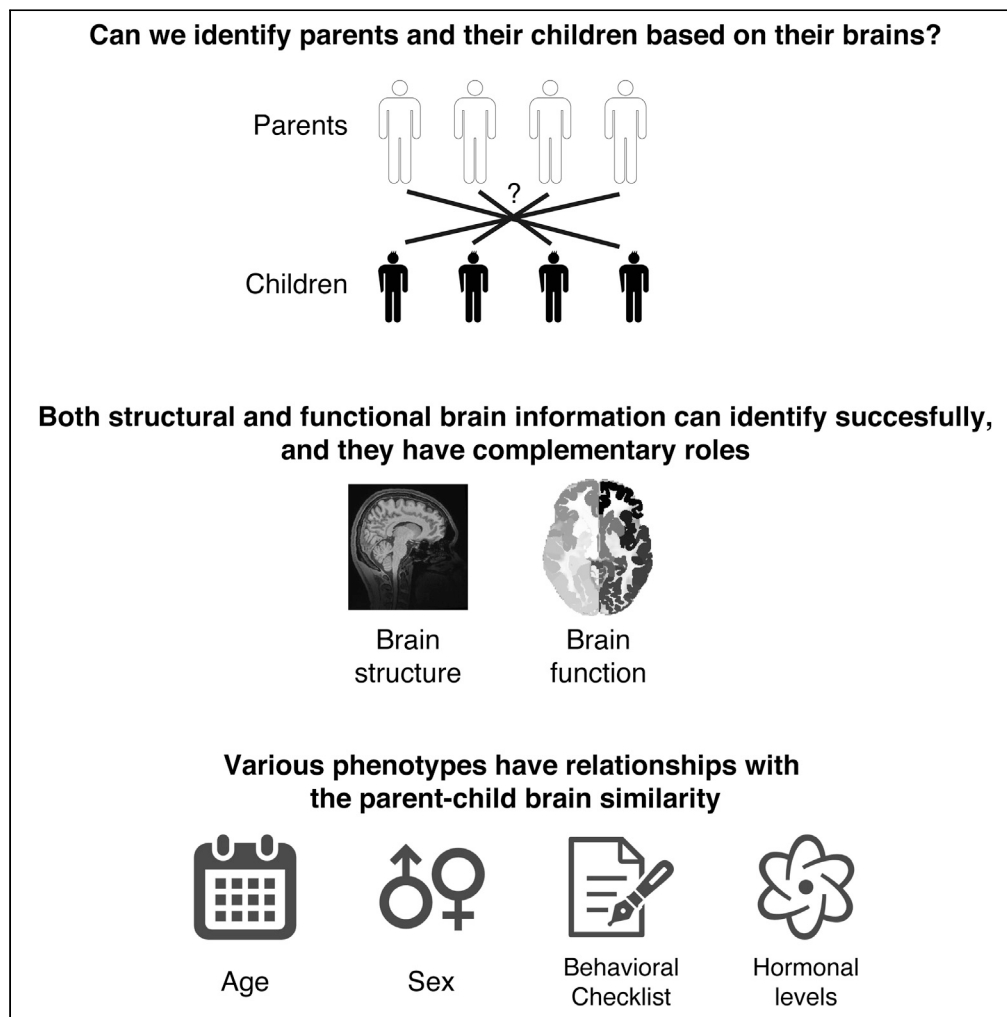 Can we identify parents and their children based on their brains?
Parents
?
Children
Both structural and functional brain information can identify succesfully,
and they have complementary roles
Brain
structure
Brain
function
Various phenotypes have relationships with
the parent-child brain similarity
Age
Sex
Behavioral
Checklist
Hormonal
levels